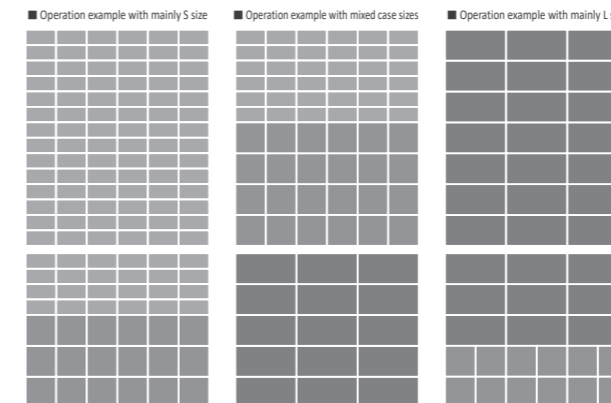 ■ Operation example with mainly S size
■ Operation example with mixed case sizes
■ Operation example with mainly L s